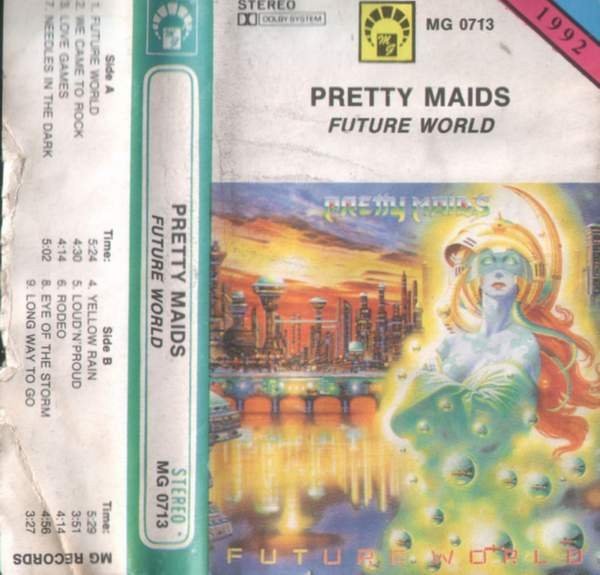 Side A
1. FUTURE WORLD
2. WE CAME TO ROCK
3. LOVE GAMES
7. NEEDLES IN THE DARK
Time:
5:24
4:30
4:14
5:02
Side B
4. YELLOW RAIN
5. LOUD'N'PROUD
6. RODEO
8. EYE OF THE STORM
9. LONG WAY TO GO
Time:
5:29
3:51
4:14
4:56
3:27
MG RECORDS
PRETTY MAIDS
FUTURE WORLD
STEREO
MG 0713
STEREO
DOLBY SYSTEM
MG
MG 0713
1992
PRETTY MAIDS
FUTURE WORLD
PRETTY MAIDS
FUTURE WORLD